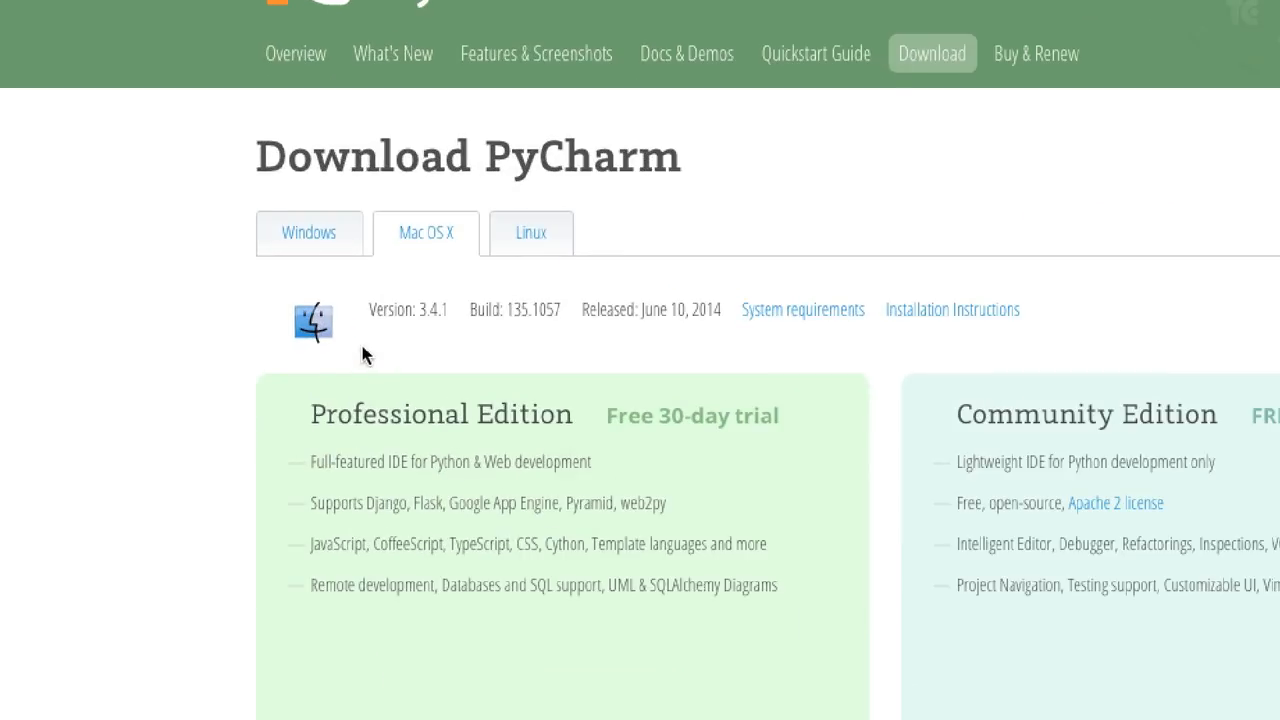 Overview What's New Features & Screenshots Docs & Demos Quickstart Guide Download Buy & Renew
Download PyCharm
Windows Mac OS X Linux
Version: 3.4.1 Build: 135.1057 Released: June 10, 2014 System requirements Installation Instructions
Professional Edition Free 30-day trial
Full-featured IDE for Python & Web development
Supports Django, Flask, Google App Engine, Pyramid, web2py
JavaScript, CoffeeScript, TypeScript, CSS, Cython, Template languages and more
Remote development, Databases and SQL support, UML & SQLAlchemy Diagrams
Community Edition
Lightweight IDE for Python development only
Free, open-source, Apache 2 license
Intelligent Editor, Debugger, Refactorings, Inspections,
Project Navigation, Testing support, Customizable UI,